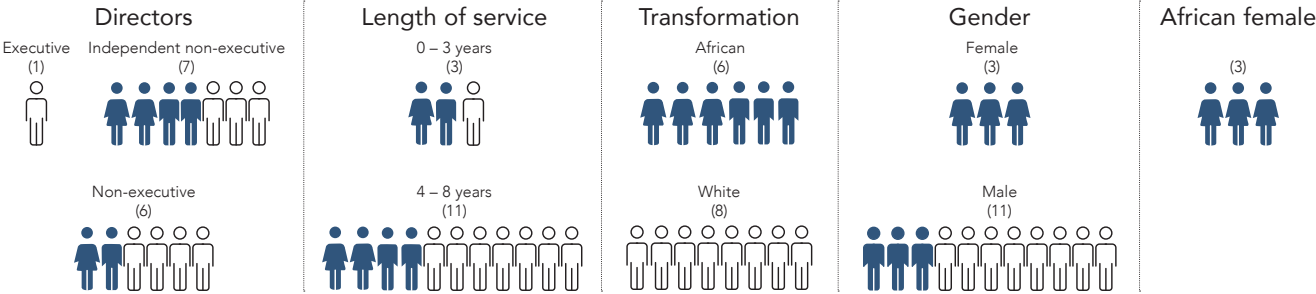 Directors
Executive
(1)
Independent non-executive
(7)
Non-executive
(6)
Length of service
0 – 3 years
(3)
4 – 8 years
(11)
Transformation
African
(6)
White
(8)
Gender
Female
(3)
Male
(11)
African female
(3)